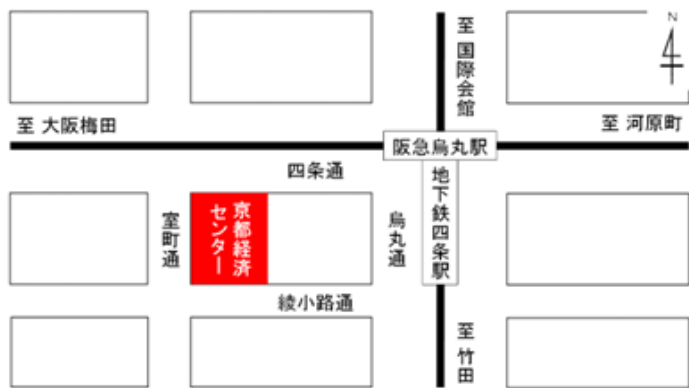 N
至 国際会館
至 大阪梅田
至 河原町
阪急烏丸駅
四条通
地下鉄四条駅
室町通
京都経済
センター
烏丸通
綾小路通
至 竹田